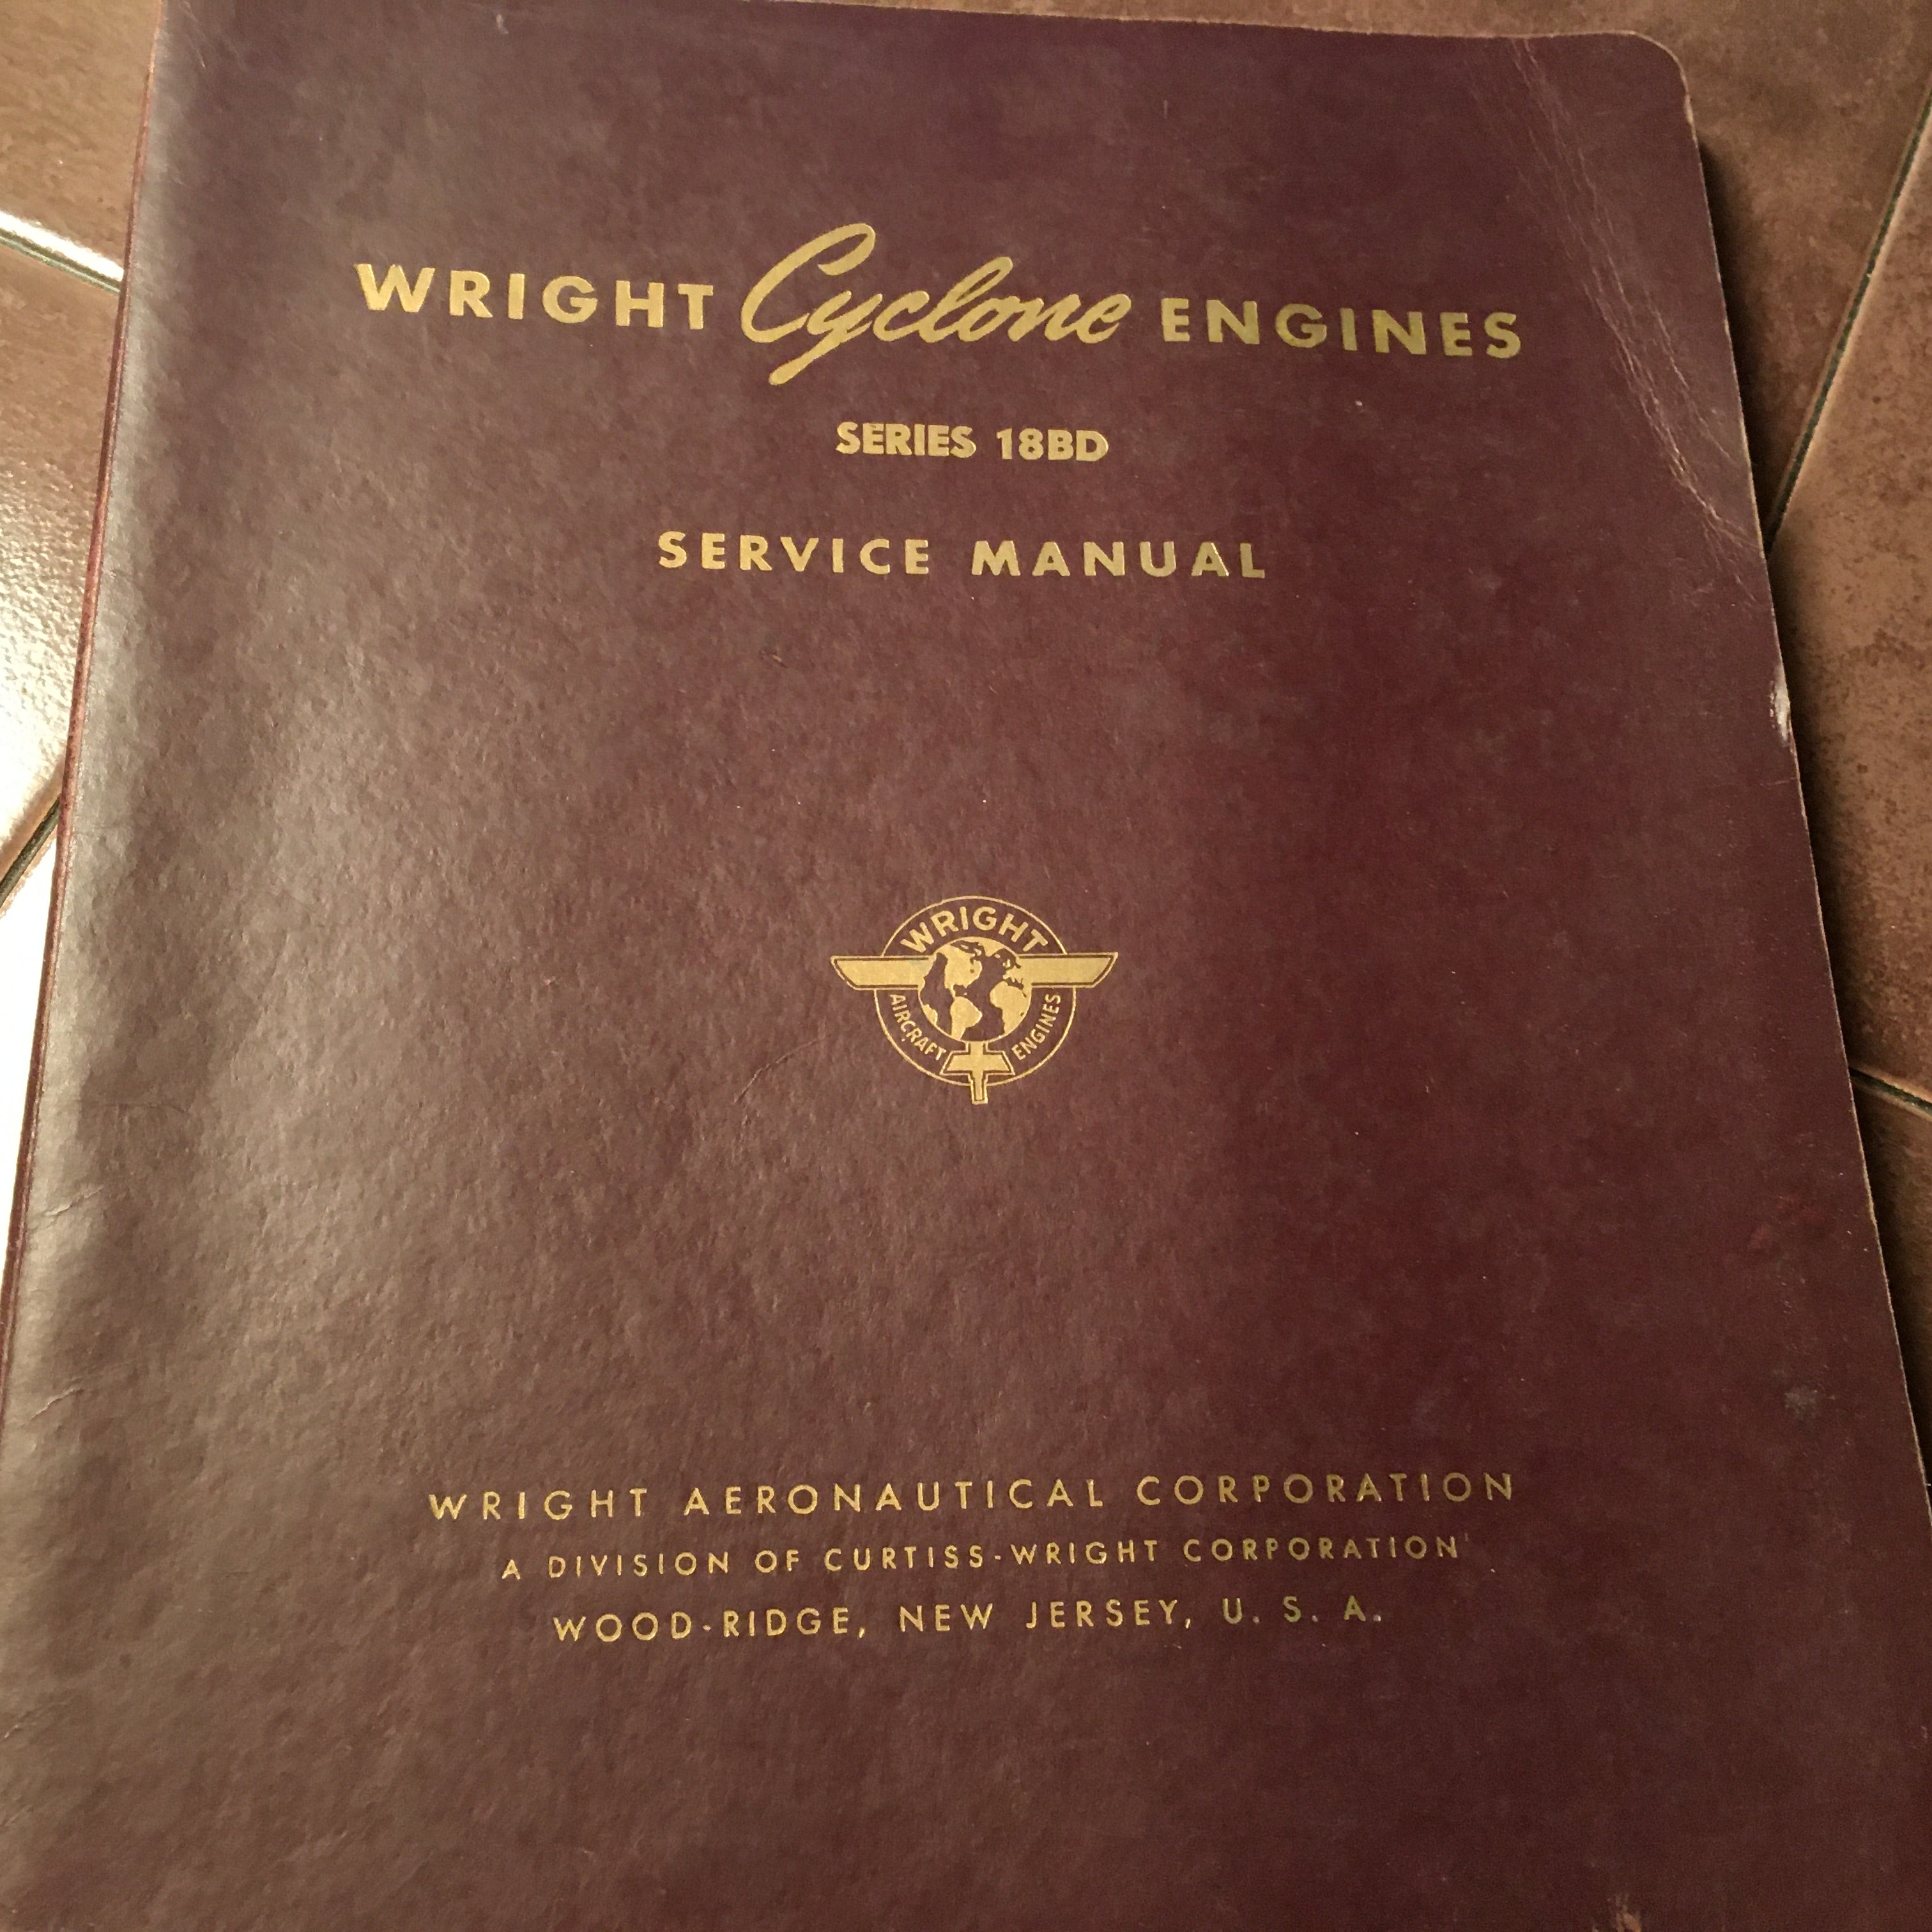 WRIGHT Cyclone ENGINES
SERIES 18BD
SERVICE MANUAL
WRIGHT
AIRCRAFT ENGINES
WRIGHT AERONAUTICAL CORPORATION
A DIVISION OF CURTISS-WRIGHT CORPORATION
WOOD-RIDGE, NEW JERSEY, U. S. A.